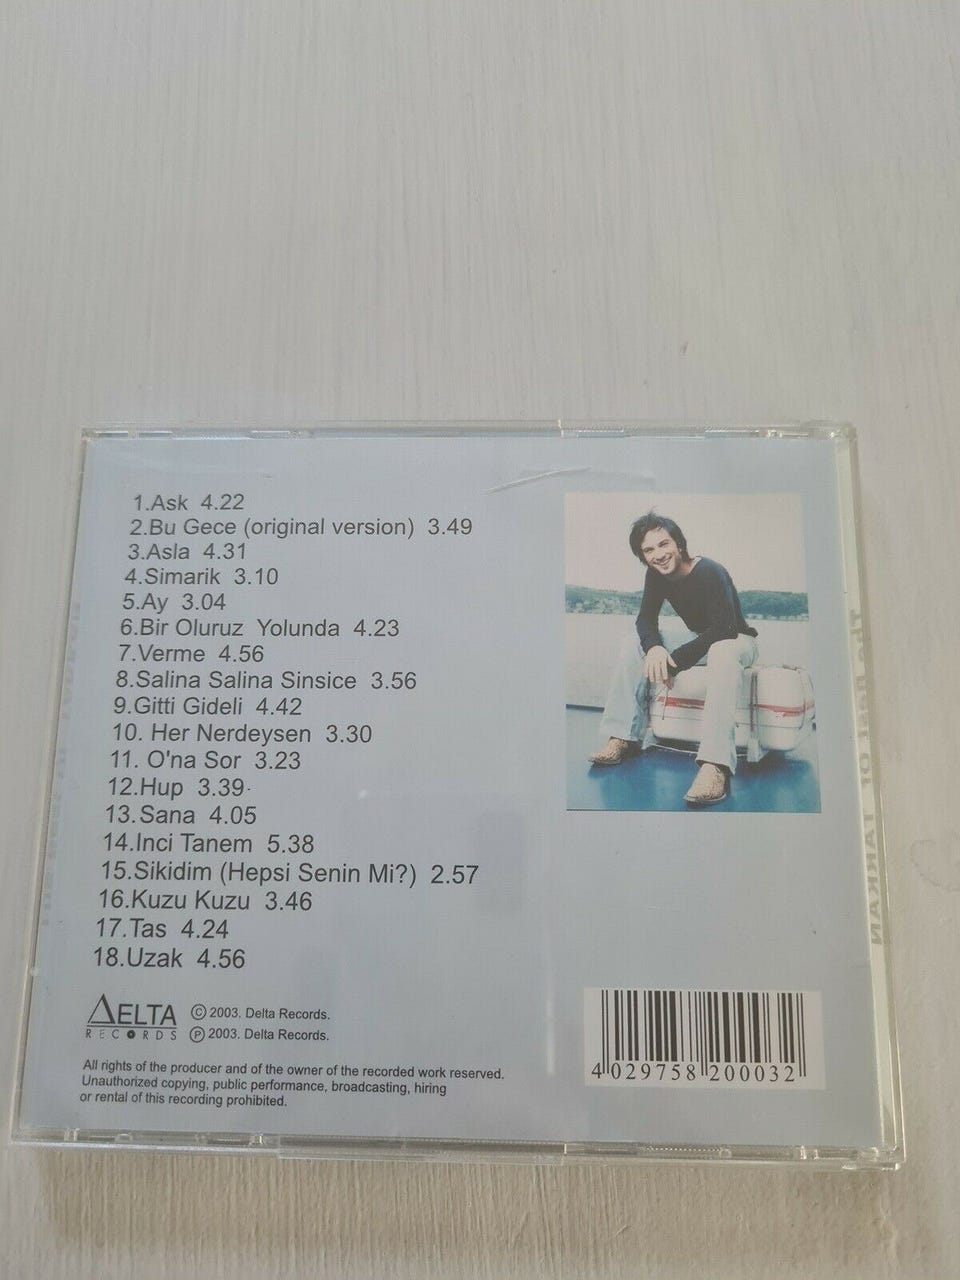 1.Ask 4.22
2.Bu Gece (original version) 3.49
3.Asla 4.31
4.Simarik 3.10
5.Ay 3.04
6.Bir Oluruz Yolunda 4.23
7.Verme 4.56
8.Salina Salina Sinsice 3.56
9.Gitti Gideli 4.42
10. Her Nerdeysen 3.30
11. O'na Sor 3.23
12.Hup 3.39
13.Sana 4.05
14.Inci Tanem 5.38
15.Sikidim (Hepsi Senin Mi?) 2.57
16.Kuzu Kuzu 3.46
17.Tas 4.24
18.Uzak 4.56
DELTA
RECORDS
© 2003. Delta Records.
℗ 2003. Delta Records.
All rights of the producer and of the owner of the recorded work reserved.
Unauthorized copying, public performance, broadcasting, hiring
or rental of this recording prohibited.
4 029758 200032
The Best of TARKAN